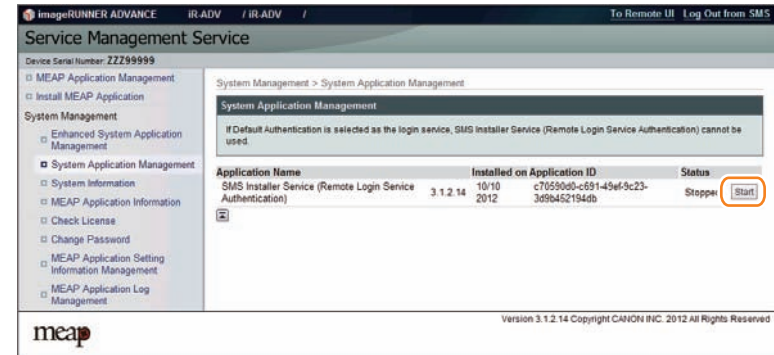 imageRUNNER ADVANCE iR-ADV / iR-ADV /
To Remote UI Log Out from SMS
Service Management Service
Device Serial Number: ZZZ99999
MEAP Application Management
Install MEAP Application
System Management
Enhanced System Application
Management
System Application Management
System Information
MEAP Application Information
Check License
Change Password
MEAP Application Setting
Information Management
MEAP Application Log
Management
System Management > System Application Management
System Application Management
If Default Authentication is selected as the login service, SMS Installer Service (Remote Login Service Authentication) cannot be
used.
Application Name Installed on Application ID Status
SMS Installer Service (Remote Login Service
Authentication) 3.1.2.14 10/10
2012 c70590d0-c691-49ef-9c23-
3d9b452194db Stopped Start
Version 3.1.2.14 Copyright CANON INC. 2012 All Rights Reserved
meap